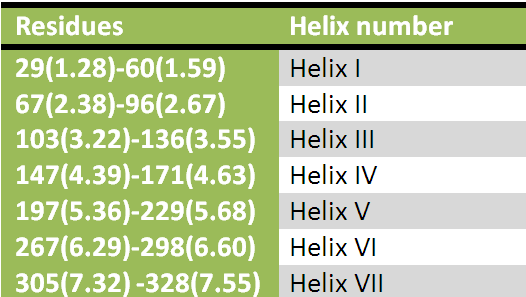 Residues Helix number
29(1.28)-60(1.59) Helix I
67(2.38)-96(2.67) Helix II
103(3.22)-136(3.55) Helix III
147(4.39)-171(4.63) Helix IV
197(5.36)-229(5.68) Helix V
267(6.29)-298(6.60) Helix VI
305(7.32) -328(7.55) Helix VII